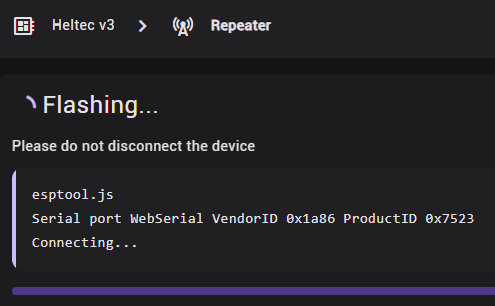 Heltec v3
Repeater
Flashing...
Please do not disconnect the device
esptool.js
Serial port WebSerial VendorID 0x1a86 ProductID 0x7523
Connecting...